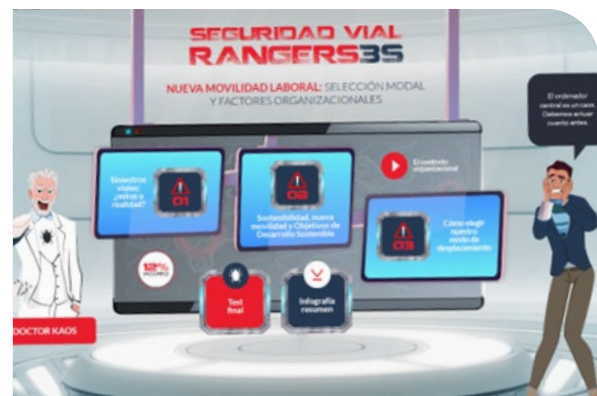 SEGURIDAD VIAL
RANGERS3S
NUEVA MOVILIDAD LABORAL: SELECCIÓN MODAL
Y FACTORES ORGANIZACIONALES
El ordenador
central es un caos.
Debemos actuar
cuanto antes.
Siniestros
viales:
¿mitos o
realidad?
01
02
Sostenibilidad, nueva
movilidad y Objetivos de
Desarrollo Sostenible
El contexto
organizacional
03
Cómo elegir
nuestro
modo de
desplazamiento
12%
Test
final
Infografía
resumen
DOCTOR KAOS